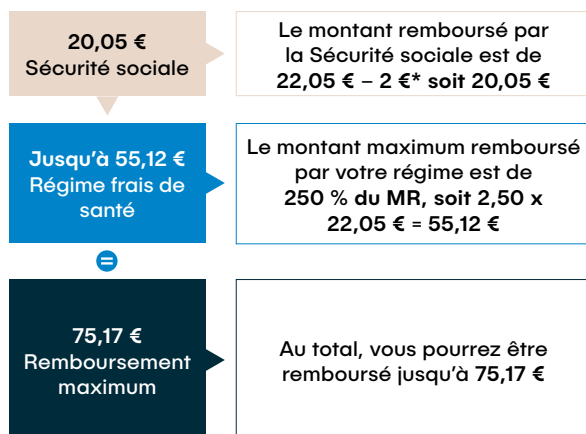 20,05 €
Sécurité sociale
Le montant remboursé par
la Sécurité sociale est de
22,05 € – 2 €* soit 20,05 €
Jusqu'à 55,12 €
Régime frais de
santé
Le montant maximum remboursé
par votre régime est de
250 % du MR, soit 2,50 x
22,05 € = 55,12 €
=
75,17 €
Remboursement
maximum
Au total, vous pourrez être
remboursé jusqu'à 75,17 €